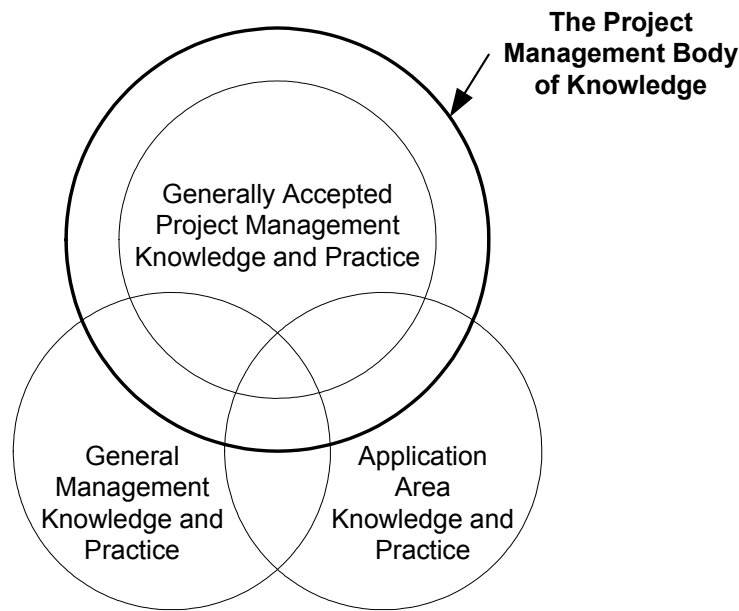 The Project
Management Body
of Knowledge
Generally Accepted
Project Management
Knowledge and Practice
General
Management
Knowledge and
Practice
Application
Area
Knowledge and
Practice